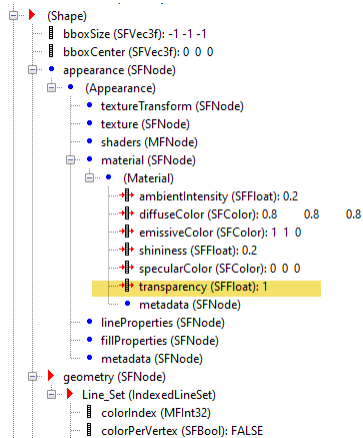 (Shape)
bboxSize (SFVec3f): -1 -1 -1
bboxCenter (SFVec3f): 0 0 0
appearance (SFNode)
(Appearance)
textureTransform (SFNode)
texture (SFNode)
shaders (MFNode)
material (SFNode)
(Material)
ambientIntensity (SFFloat): 0.2
diffuseColor (SFColor): 0.8 0.8 0.8
emissiveColor (SFColor): 1 1 0
shininess (SFFloat): 0.2
specularColor (SFColor): 0 0 0
transparency (SFFloat): 1
metadata (SFNode)
lineProperties (SFNode)
fillProperties (SFNode)
metadata (SFNode)
geometry (SFNode)
Line_Set (IndexedLineSet)
colorIndex (MFInt32)
colorPerVertex (SFBool): FALSE